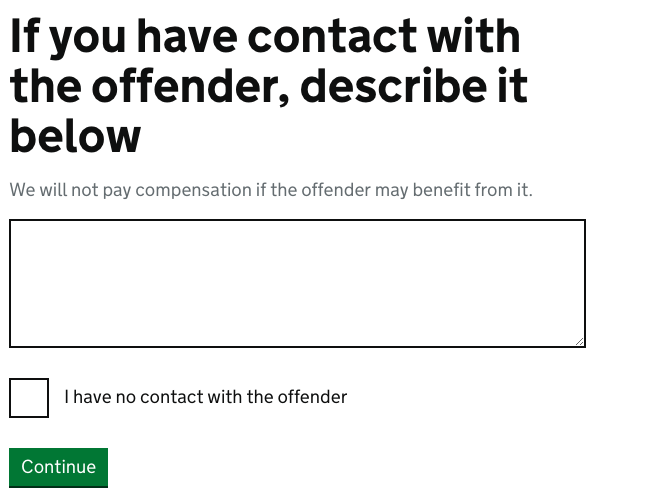 If you have contact with
the offender, describe it
below
We will not pay compensation if the offender may benefit from it.
I have no contact with the offender
Continue